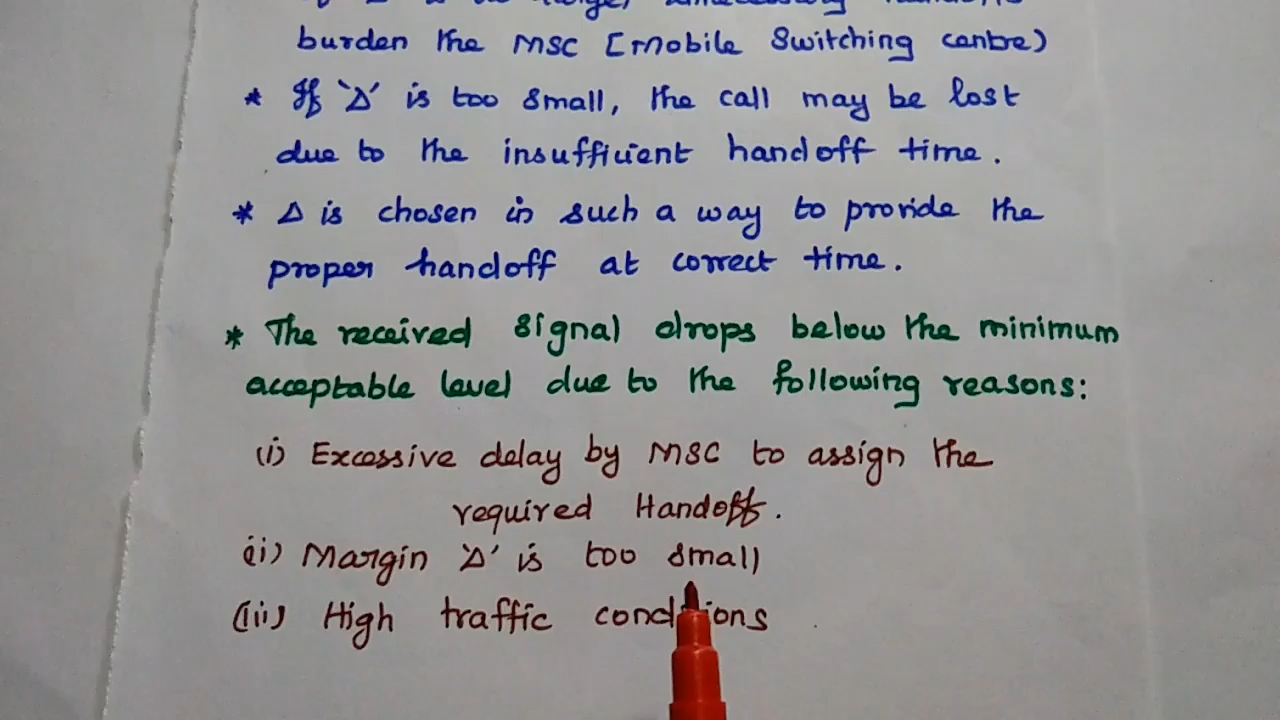 burden the MSC [Mobile Switching centre)
* If 'Δ' is too small, the call may be lost
due to the insufficient handoff time.
* Δ is chosen in such a way to provide the
proper handoff at correct time.
* The received signal drops below the minimum
acceptable level due to the following reasons:
(i) Excessive delay by MSC to assign the
required Handoff.
(ii) Margin 'Δ' is too small
(iii) High traffic conditions